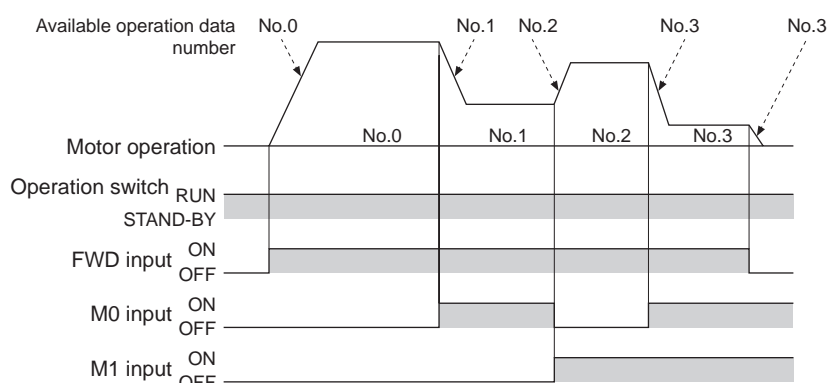 Available operation data number
No.0 No.1 No.2 No.3 No.3
Motor operation No.0 No.1 No.2 No.3
Operation switch RUN
STAND-BY
FWD input ON
OFF
M0 input ON
OFF
M1 input ON
OFF